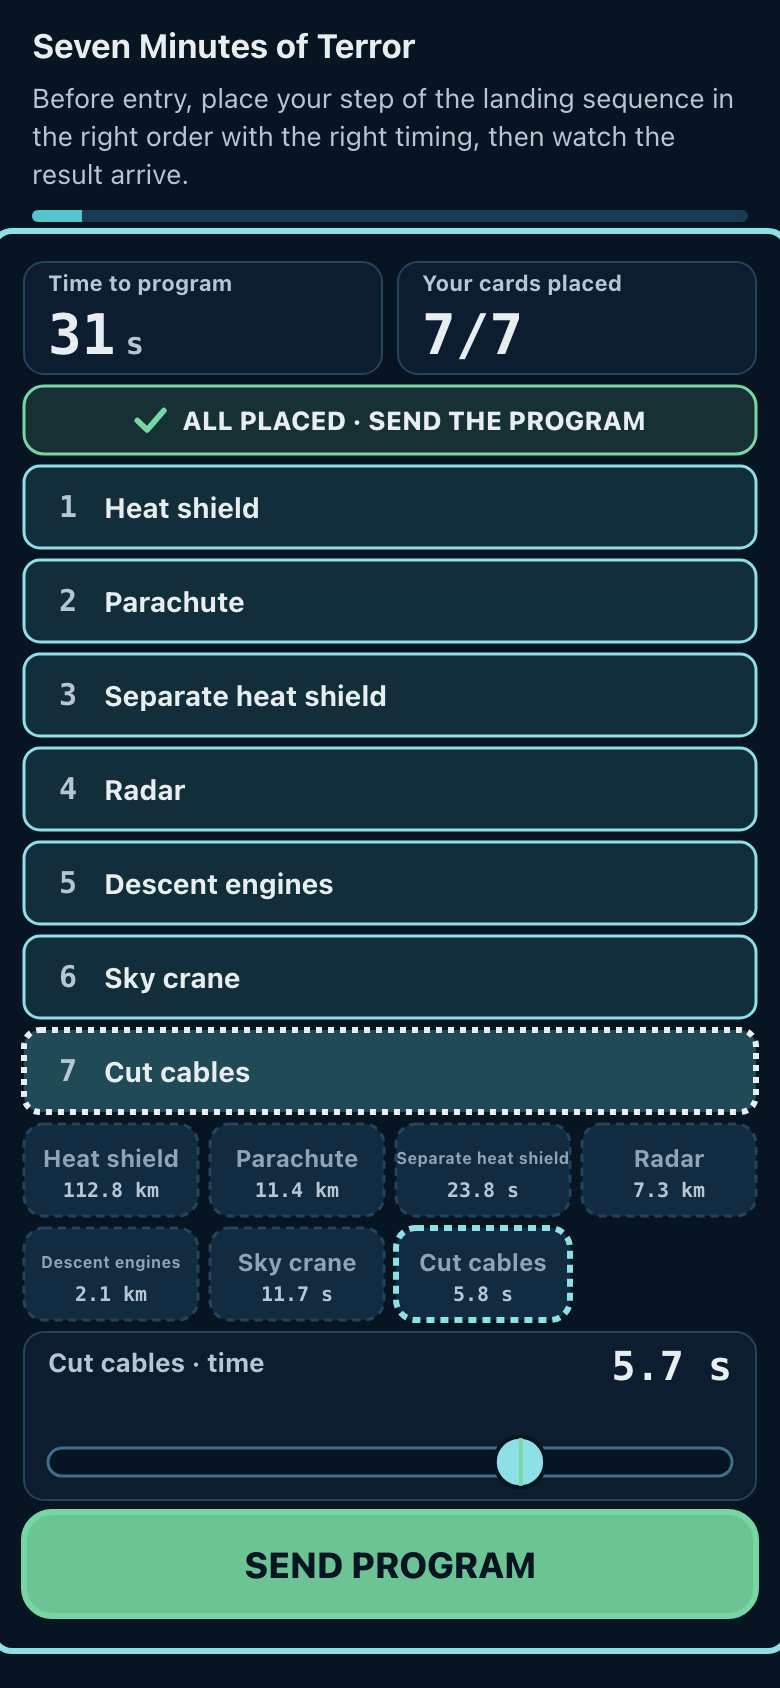 Seven Minutes of Terror
Before entry, place your step of the landing sequence in
the right order with the right timing, then watch the
result arrive.
Time to program
31 s
Your cards placed
7/7
ALL PLACED · SEND THE PROGRAM
1 Heat shield
2 Parachute
3 Separate heat shield
4 Radar
5 Descent engines
6 Sky crane
7 Cut cables
Heat shield
112.8 km
Parachute
11.4 km
Separate heat shield
23.8 s
Radar
7.3 km
Descent engines
2.1 km
Sky crane
11.7 s
Cut cables
5.8 s
Cut cables · time
5.7 s
SEND PROGRAM